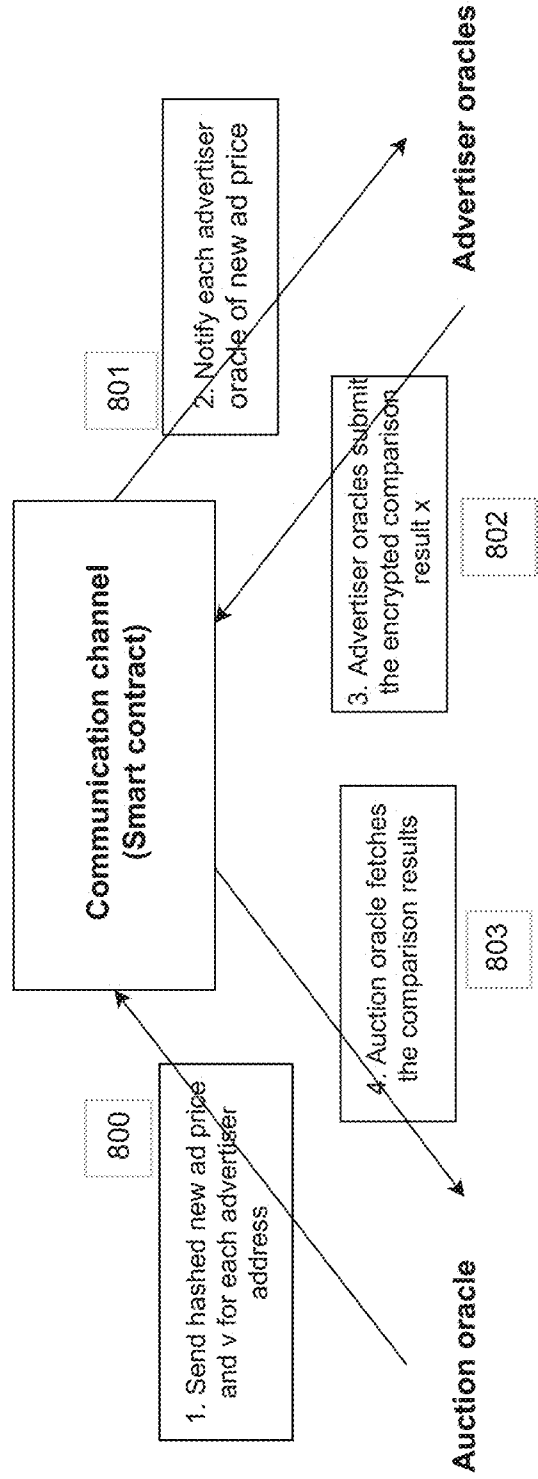 Communication channel
(Smart contract)
800
1. Send hashed new ad price
and v for each advertiser
address
801
2. Notify each advertiser
oracle of new ad price
802
3. Advertiser oracles submit
the encrypted comparison
result x
803
4. Auction oracle fetches
the comparison results
Auction oracle
Advertiser oracles